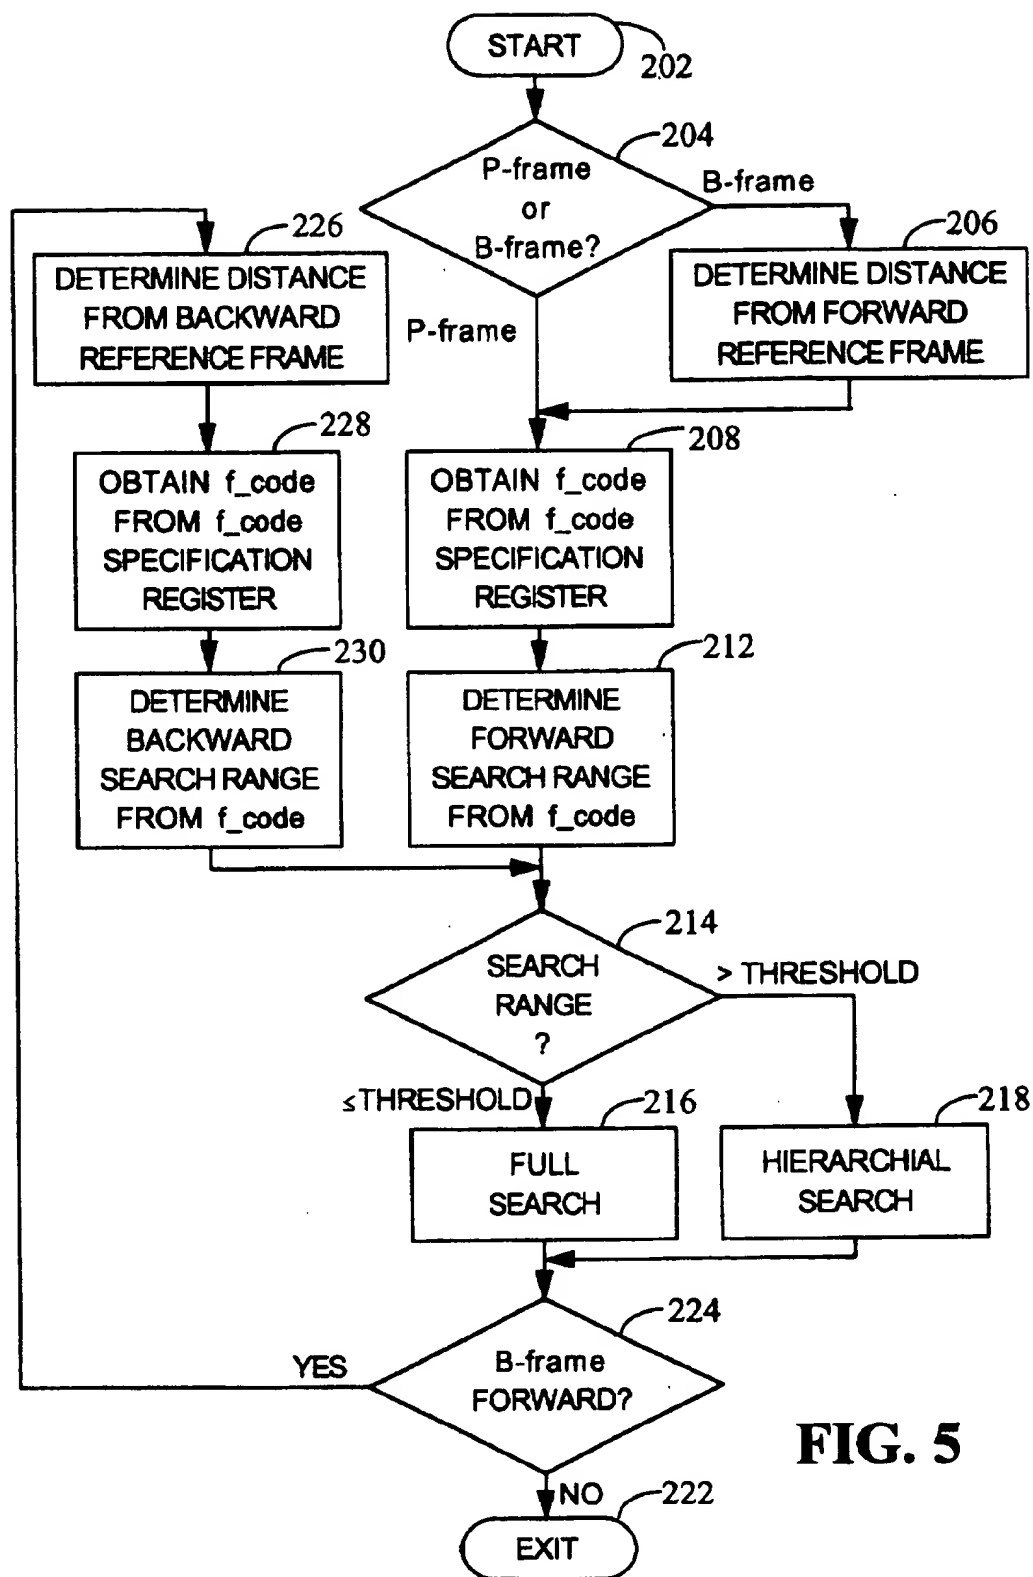 START
202
204
P-frame
or
B-frame?
B-frame
226
206
DETERMINE DISTANCE
FROM BACKWARD
REFERENCE FRAME
P-frame
DETERMINE DISTANCE
FROM FORWARD
REFERENCE FRAME
228
208
OBTAIN f_code
FROM f_code
SPECIFICATION
REGISTER
OBTAIN f_code
FROM f_code
SPECIFICATION
REGISTER
230
212
DETERMINE
BACKWARD
SEARCH RANGE
FROM f_code
DETERMINE
FORWARD
SEARCH RANGE
FROM f_code
214
SEARCH
RANGE
?
> THRESHOLD
≤THRESHOLD
216
218
FULL
SEARCH
HIERARCHIAL
SEARCH
224
YES
B-frame
FORWARD?
FIG. 5
NO
222
EXIT